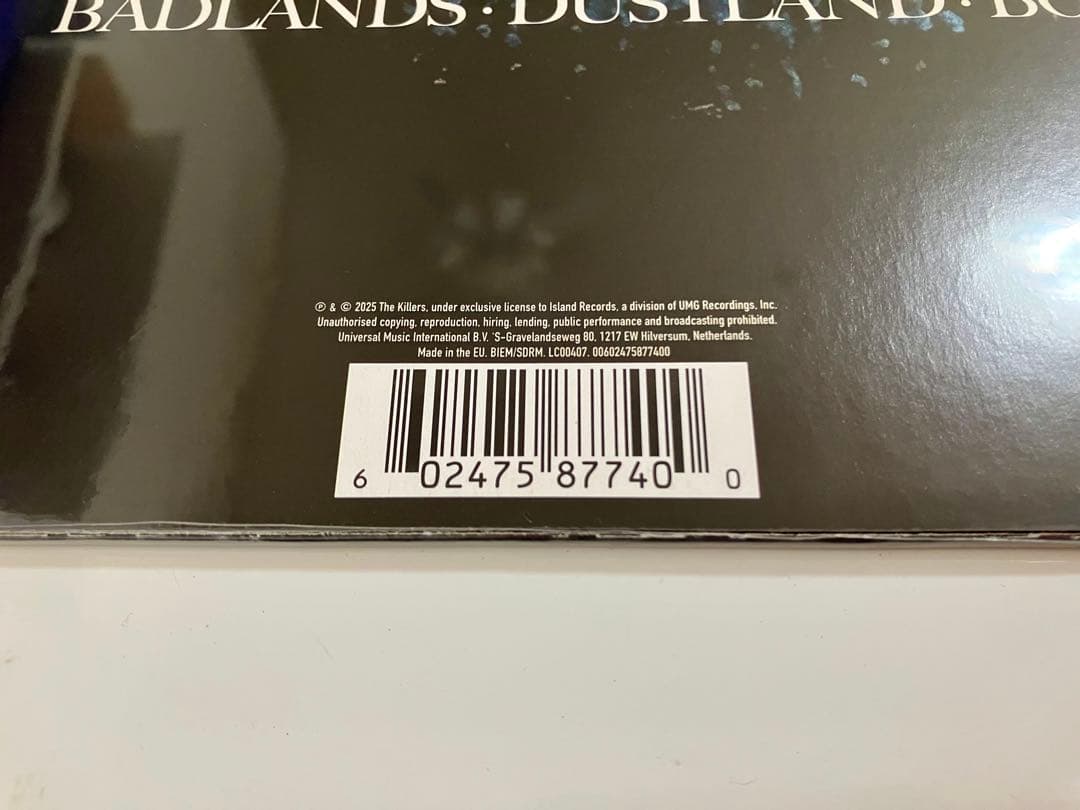 BADLANDS · DUSTLAND · BO
℗ & © 2025 The Killers, under exclusive license to Island Records, a division of UMG Recordings, Inc.
Unauthorised copying, reproduction, hiring, lending, public performance and broadcasting prohibited.
Universal Music International B.V. 'S-Gravelandseweg 80, 1217 EW Hilversum, Netherlands.
Made in the EU. BIEM/SDRM. LC00407. 00602475877400
6 02475 87740 0